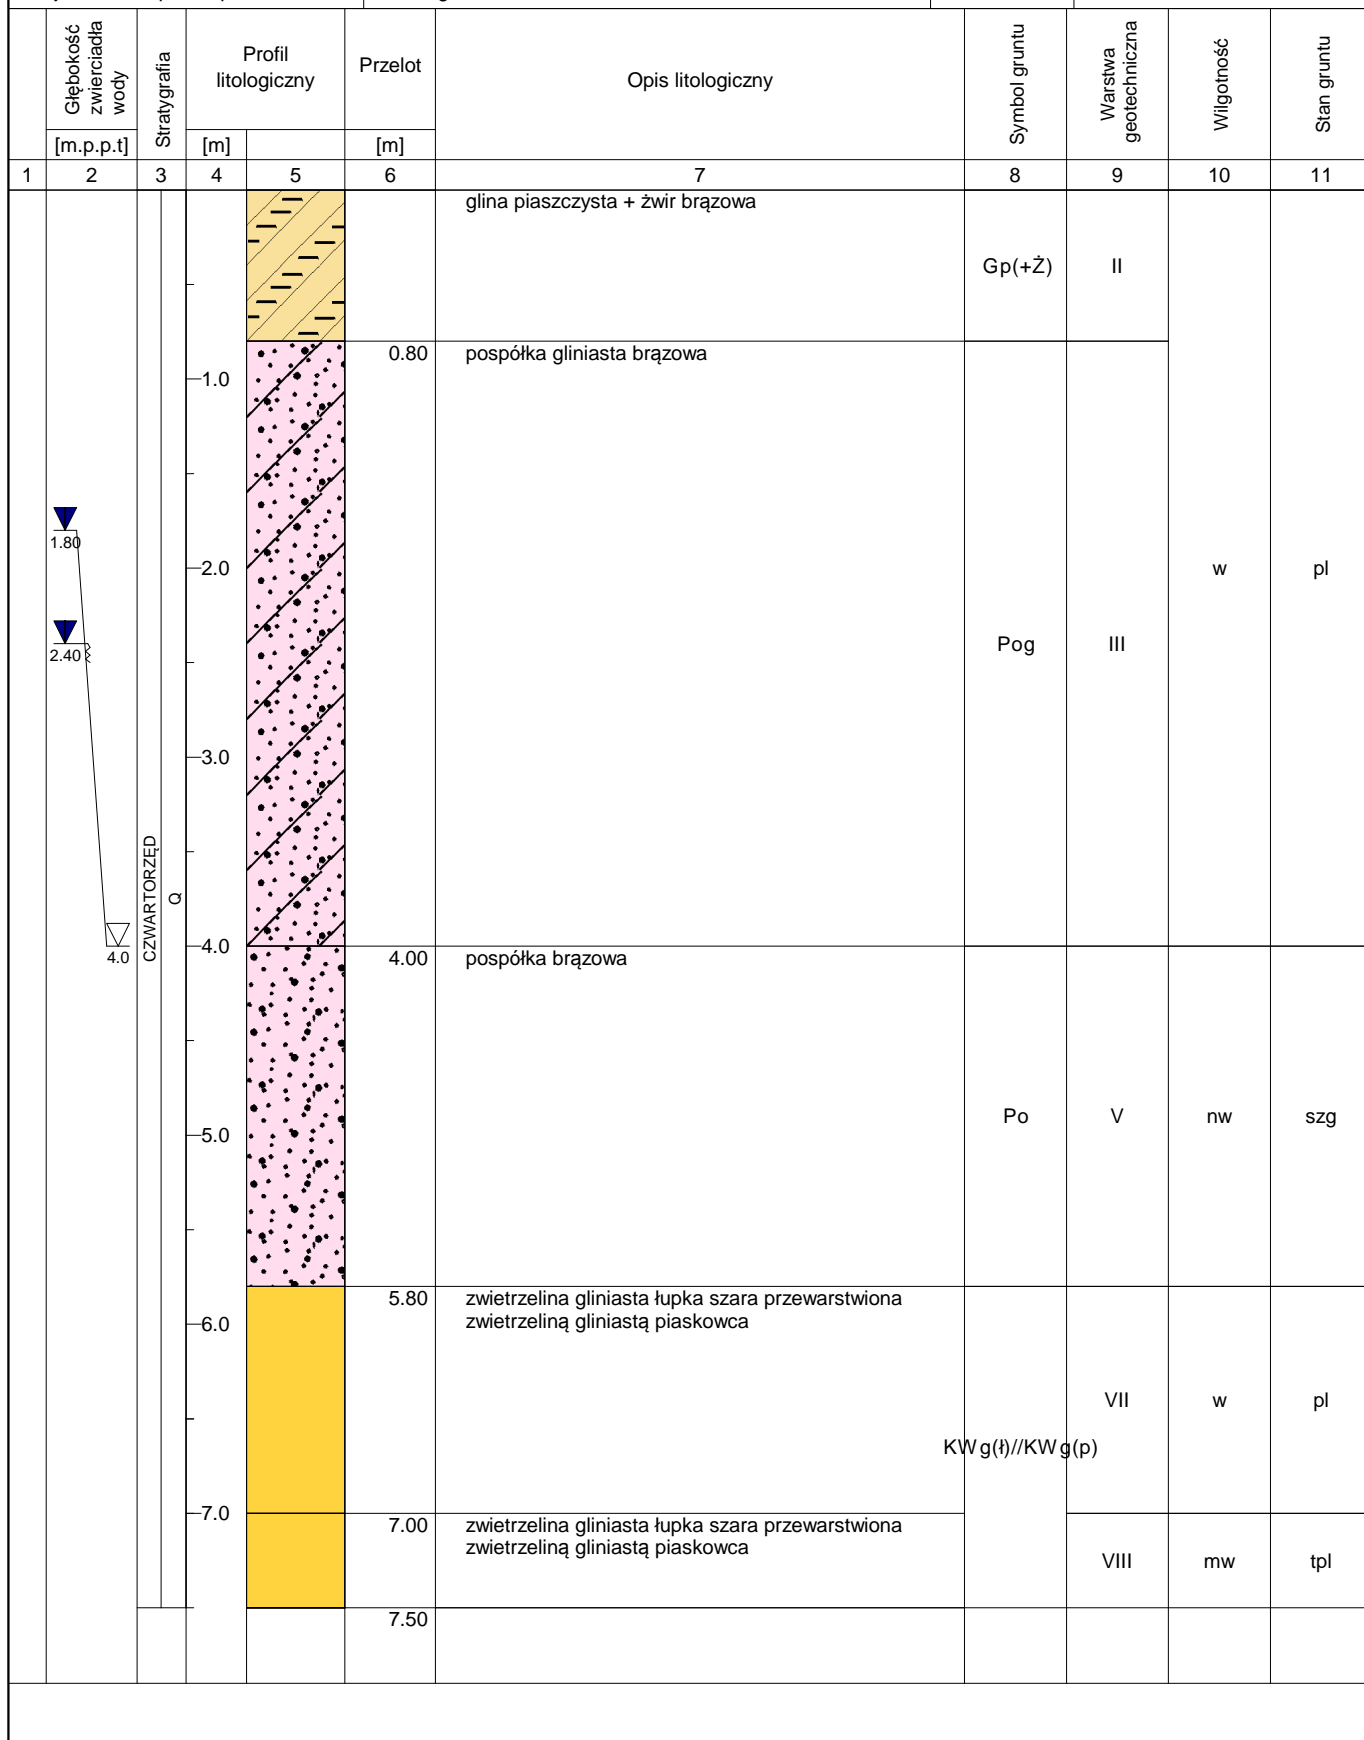 Głębokość
zwierciadła
wody
Stratygrafia
Profil
litologiczny
Przelot
Opis litologiczny
Symbol gruntu
Warstwa
geotechniczna
Wilgotność
Stan gruntu
[m.p.p.t] [m] [m]
1 2 3 4 5 6 7 8 9 10 11
glina piaszczysta + żwir brązowa
Gp(+Ż) II
0.80 pospółka gliniasta brązowa
1.0
1.80
2.0 w pl
2.40
Pog III
3.0
CZWARTORZĘD
Q
4.0
4.0
4.00 pospółka brązowa
5.0
Po V nw szg
5.80 zwietrzelina gliniasta łupka szara przewarstwiona
zwietrzeliną gliniastą piaskowca
6.0
VII w pl
KWg(ł)//KWg(p)
7.0
7.00 zwietrzelina gliniasta łupka szara przewarstwiona
zwietrzeliną gliniastą piaskowca
VIII mw tpl
7.50